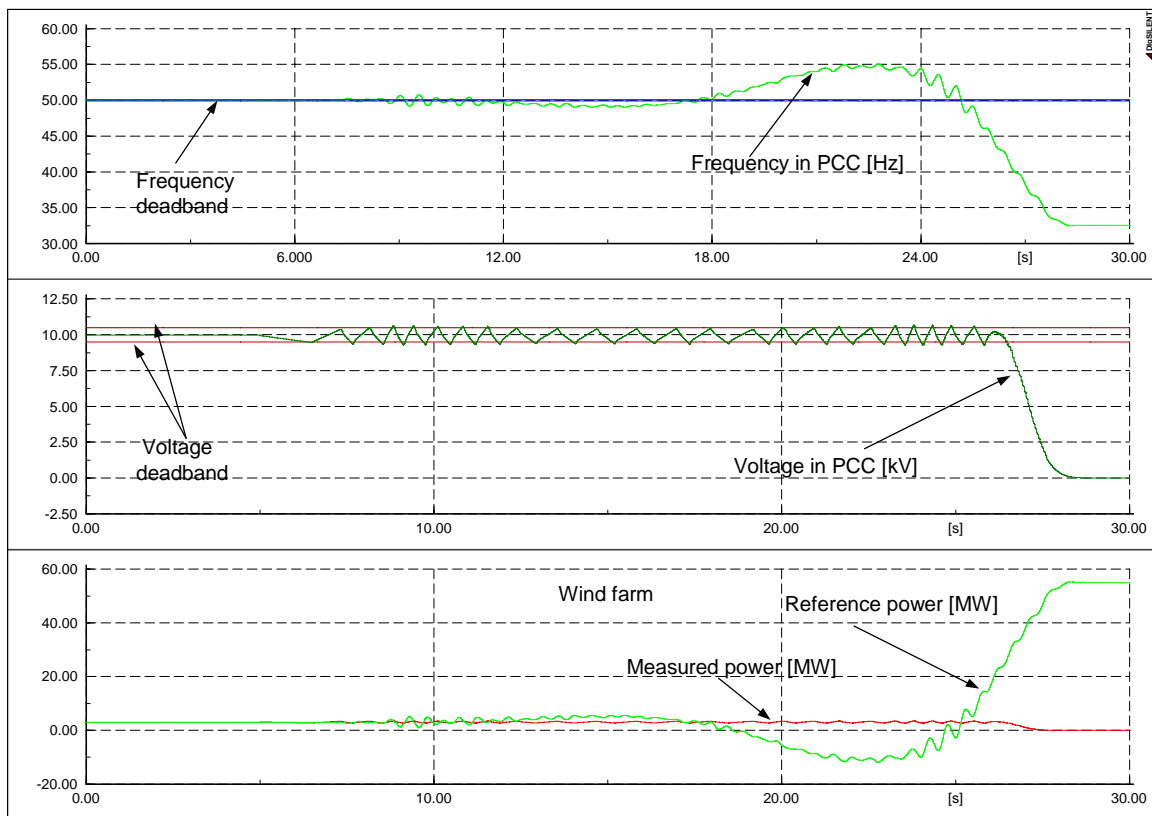 DIgSILENT
60.00
55.00
50.00
45.00
40.00
35.00
30.00
Frequency
deadband
Frequency in PCC [Hz]
0.00 6.000 12.00 18.00 24.00 [s] 30.00
12.50
10.00
7.50
5.00
2.50
0.00
-2.50
Voltage
deadband
Voltage in PCC [kV]
0.00 10.00 20.00 [s] 30.00
60.00
40.00
20.00
0.00
-20.00
Wind farm
Reference power [MW]
Measured power [MW]
0.00 10.00 20.00 [s] 30.00